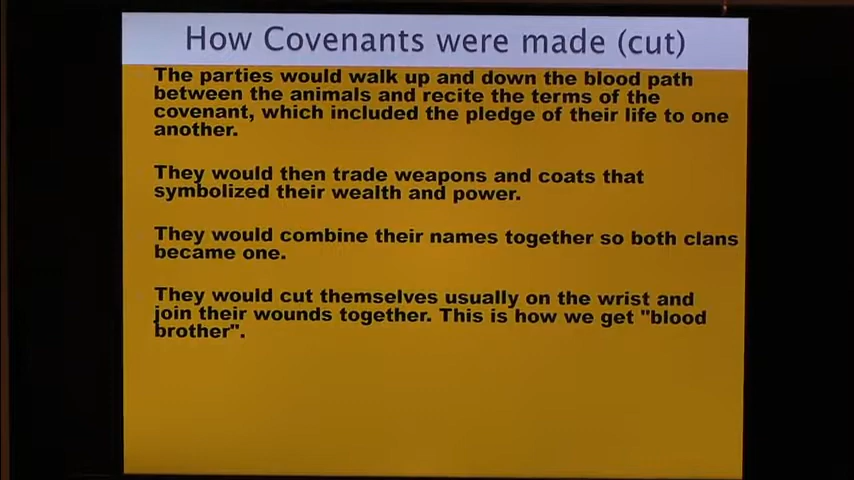 How Covenants were made (cut)
The parties would walk up and down the blood path
between the animals and recite the terms of the
covenant, which included the pledge of their life to one
another.
They would then trade weapons and coats that
symbolized their wealth and power.
They would combine their names together so both clans
became one.
They would cut themselves usually on the wrist and
join their wounds together. This is how we get "blood
brother".